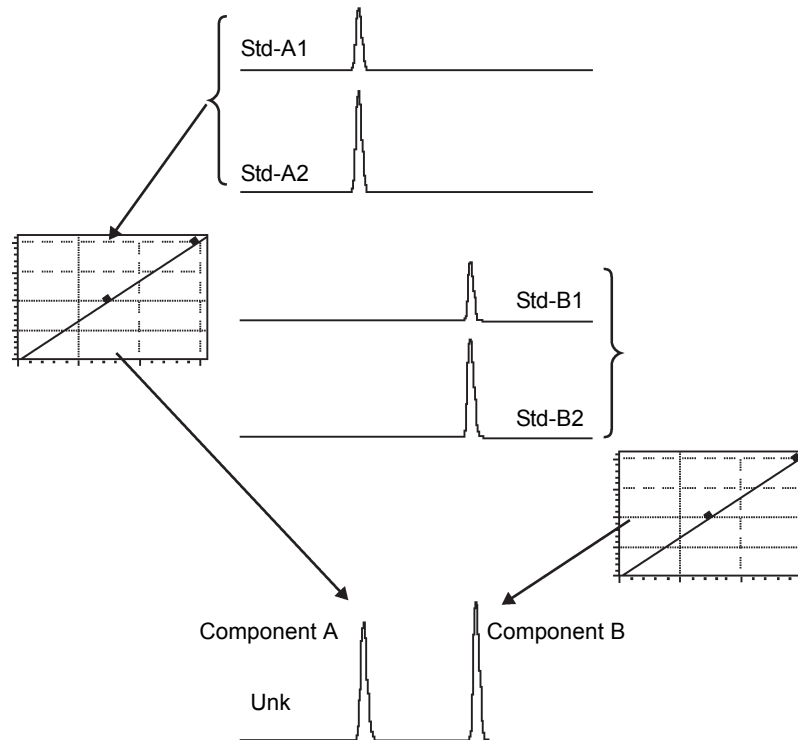 Std-A1
Std-A2
Std-B1
Std-B2
Component A
Component B
Unk